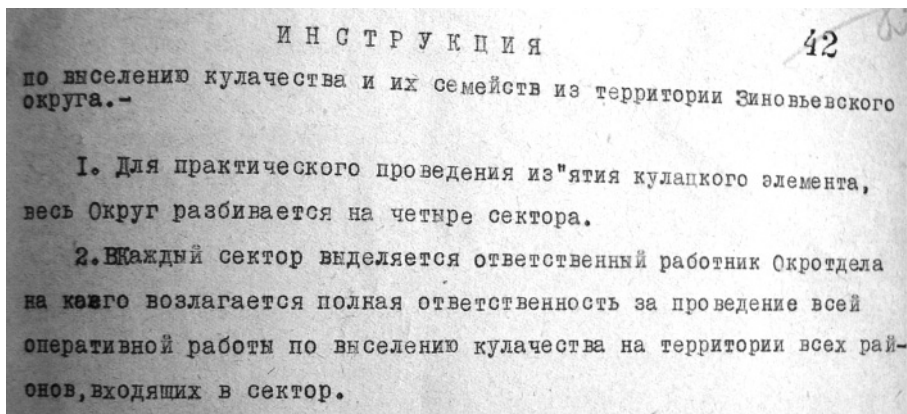 ИНСТРУКЦИЯ 42
по выселению кулачества и их семейств из территории Зиновьевского
округа.-
I. Для практического проведения из"ятия кулацкого элемента,
весь Округ разбивается на четыре сектора.
2. ВКаждый сектор выделяется ответственный работник Окротдела
на кевго возлагается полная ответственность за проведение всей
оперативной работы по выселению кулачества на территории всех рай-
онов, входящих в сектор.